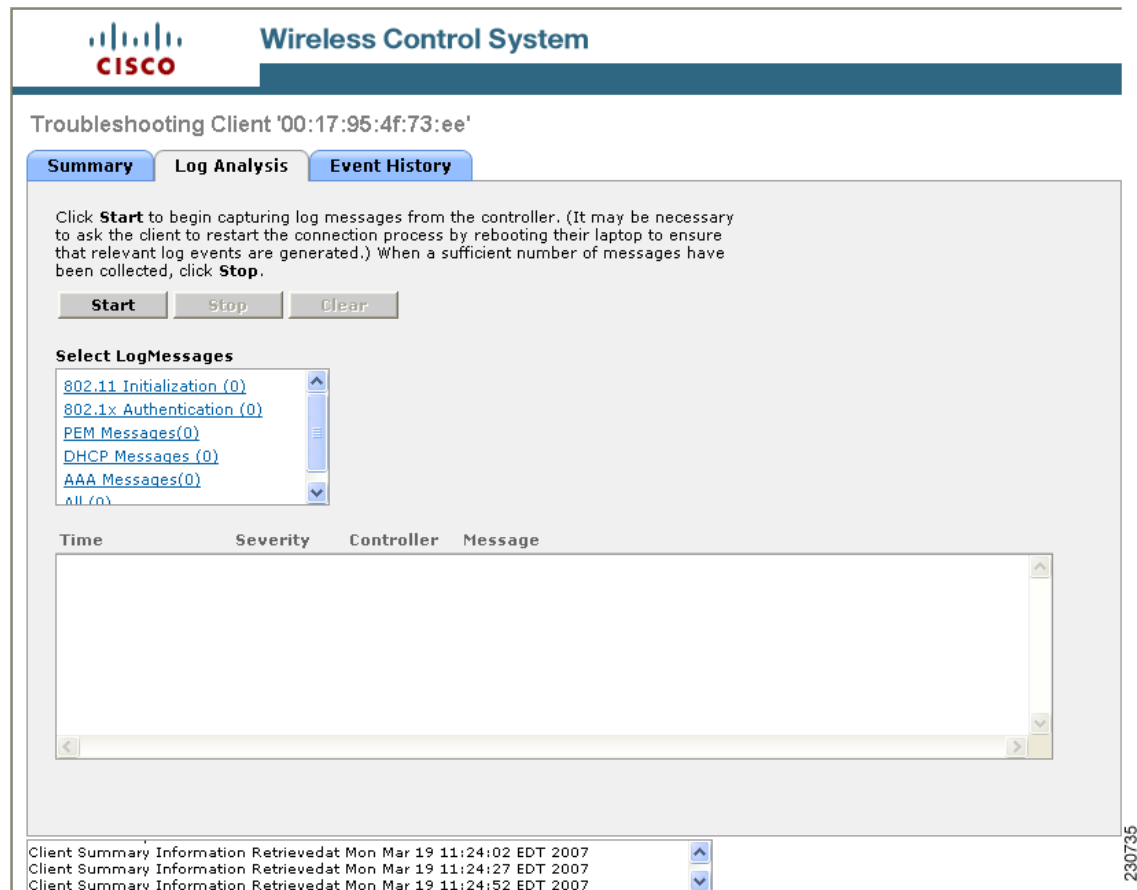 CISCO
Wireless Control System
Troubleshooting Client '00:17:95:4f:73:ee'
Summary Log Analysis Event History
Click Start to begin capturing log messages from the controller. (It may be necessary
to ask the client to restart the connection process by rebooting their laptop to ensure
that relevant log events are generated.) When a sufficient number of messages have
been collected, click Stop.
Start Stop Clear
Select LogMessages
802.11 Initialization (0)
802.1x Authentication (0)
PEM Messages(0)
DHCP Messages (0)
AAA Messages(0)
All (0)
Time Severity Controller Message
Client Summary Information Retrievedat Mon Mar 19 11:24:02 EDT 2007
Client Summary Information Retrievedat Mon Mar 19 11:24:27 EDT 2007
Client Summary Information Retrievedat Mon Mar 19 11:24:52 EDT 2007
230735